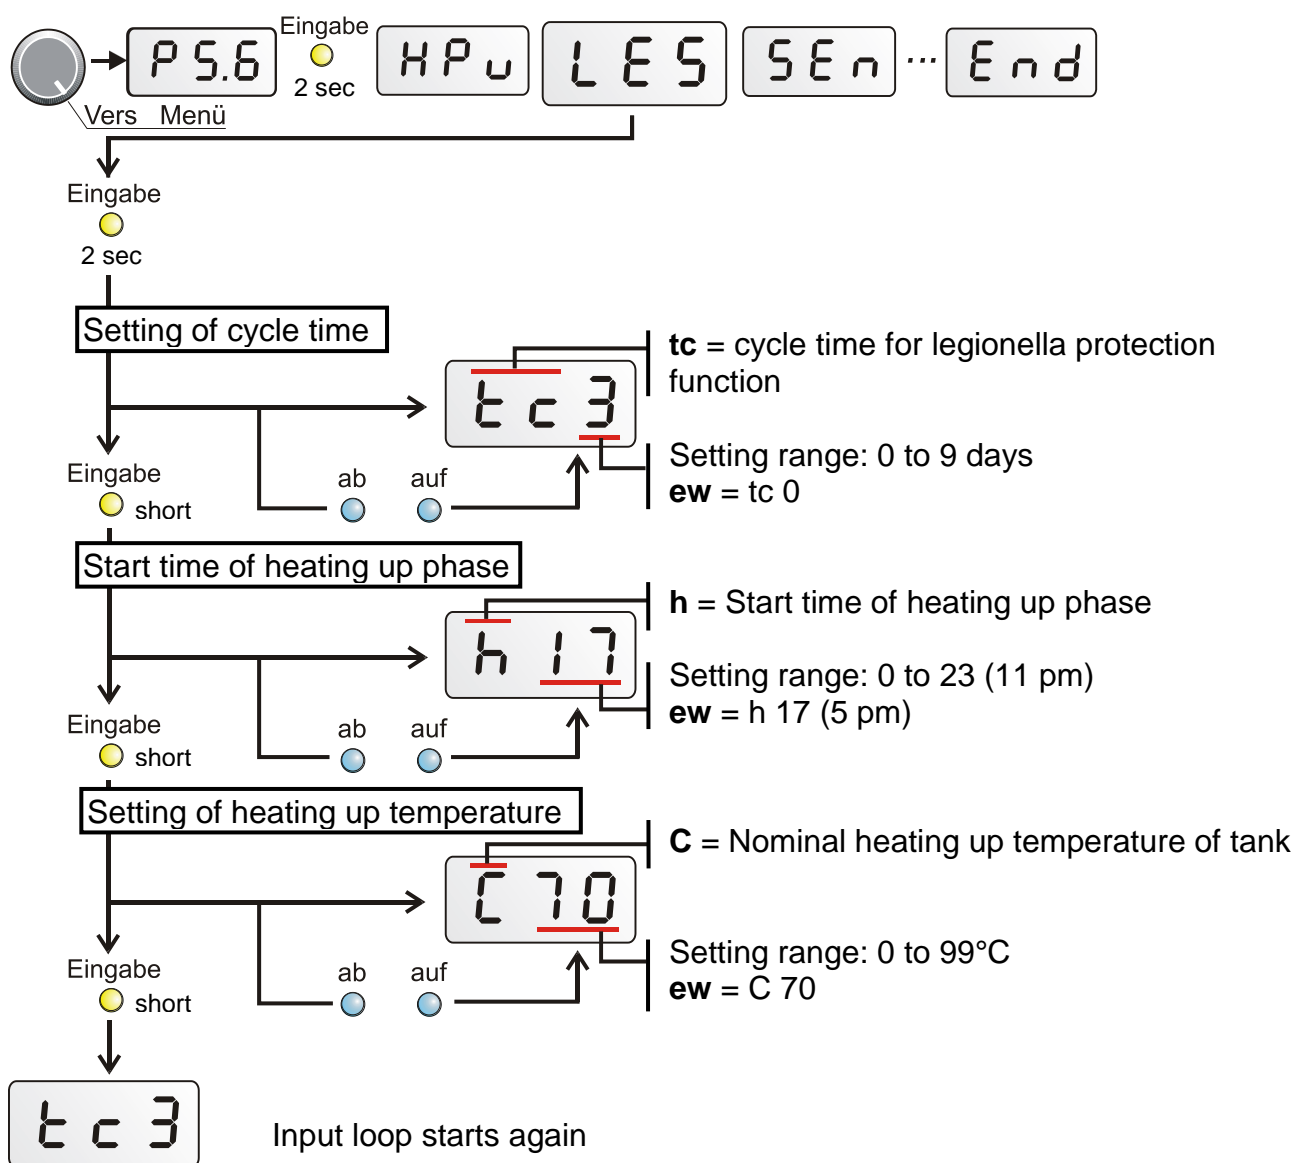 Eingabe
P 5.6
HPu
LES
SEn
...
End
2 sec
Vers Menü
Eingabe
2 sec
Setting of cycle time
tc = cycle time for legionella protection
function
tc3
Setting range: 0 to 9 days
ew = tc 0
Eingabe
short
ab
auf
Start time of heating up phase
h = Start time of heating up phase
h 17
Setting range: 0 to 23 (11 pm)
ew = h 17 (5 pm)
Eingabe
short
ab
auf
Setting of heating up temperature
C = Nominal heating up temperature of tank
C 70
Setting range: 0 to 99°C
ew = C 70
Eingabe
short
ab
auf
tc3
Input loop starts again